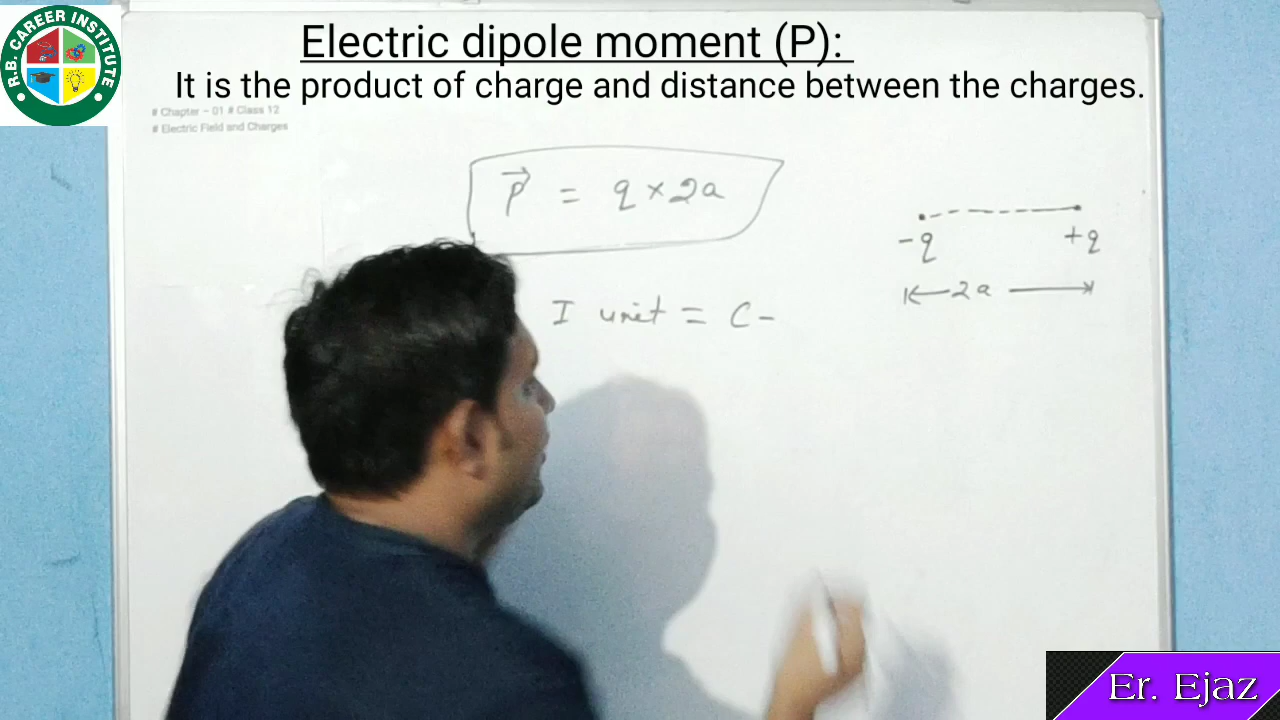 R.B. CAREER INSTITUTE
Electric dipole moment (P):
It is the product of charge and distance between the charges.
# Chapter - 01 # Class 12
# Electric Field and Charges
p⃗ = q × 2a
-q +q
2a
I unit = C -
Er. Ejaz